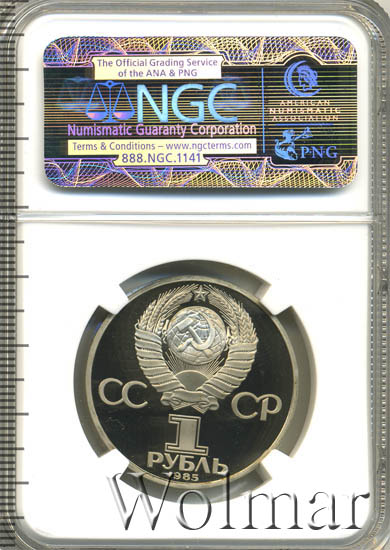 The Official Grading Service
of the ANA & PNG
NGC
Numismatic Guaranty Corporation
Terms & Conditions – www.ngcterms.com
888.NGC.1141
AMERICAN
NUMISMATIC
ASSOCIATION
P·N·G
СС СР
1
РУБЛЬ
1985
Wolmar